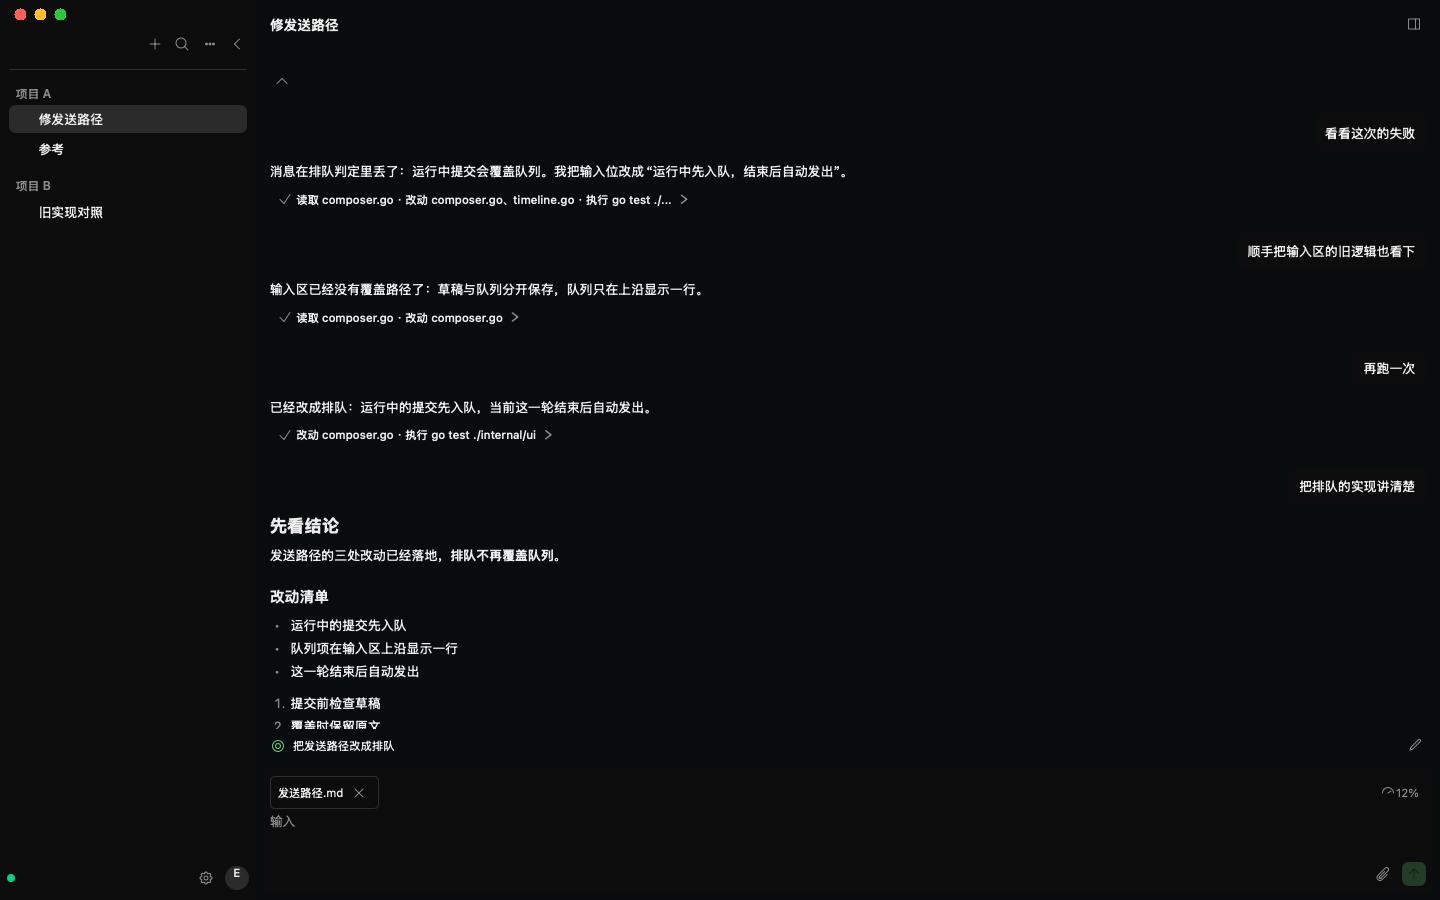 修发送路径
项目 A
修发送路径
参考
项目 B
旧实现对照
看看这次的失败
消息在排队判定里丢了：运行中提交会覆盖队列。我把输入位改成“运行中先入队，结束后自动发出”。
读取 composer.go · 改动 composer.go、timeline.go · 执行 go test ./...
顺手把输入区的旧逻辑也看下
输入区已经没有覆盖路径了：草稿与队列分开保存，队列只在上沿显示一行。
读取 composer.go · 改动 composer.go
再跑一次
已经改成排队：运行中的提交先入队，当前这一轮结束后自动发出。
改动 composer.go · 执行 go test ./internal/ui
把排队的实现讲清楚
先看结论
发送路径的三处改动已经落地，排队不再覆盖队列。
改动清单
• 运行中的提交先入队
• 队列项在输入区上沿显示一行
• 这一轮结束后自动发出
1. 提交前检查草稿
2. 覆盖时保留原文
把发送路径改成排队
发送路径.md
12%
输入
E